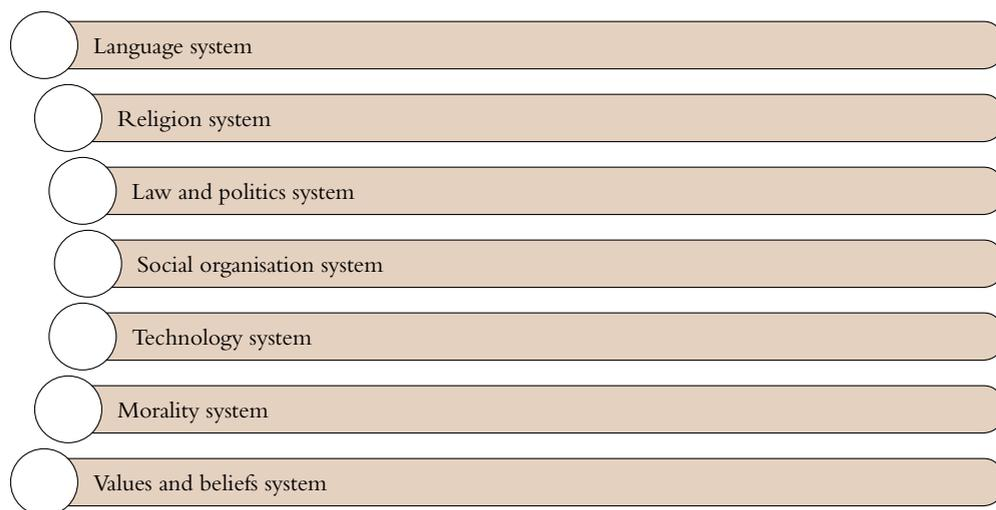 Language system
Religion system
Law and politics system
Social organisation system
Technology system
Morality system
Values and beliefs system